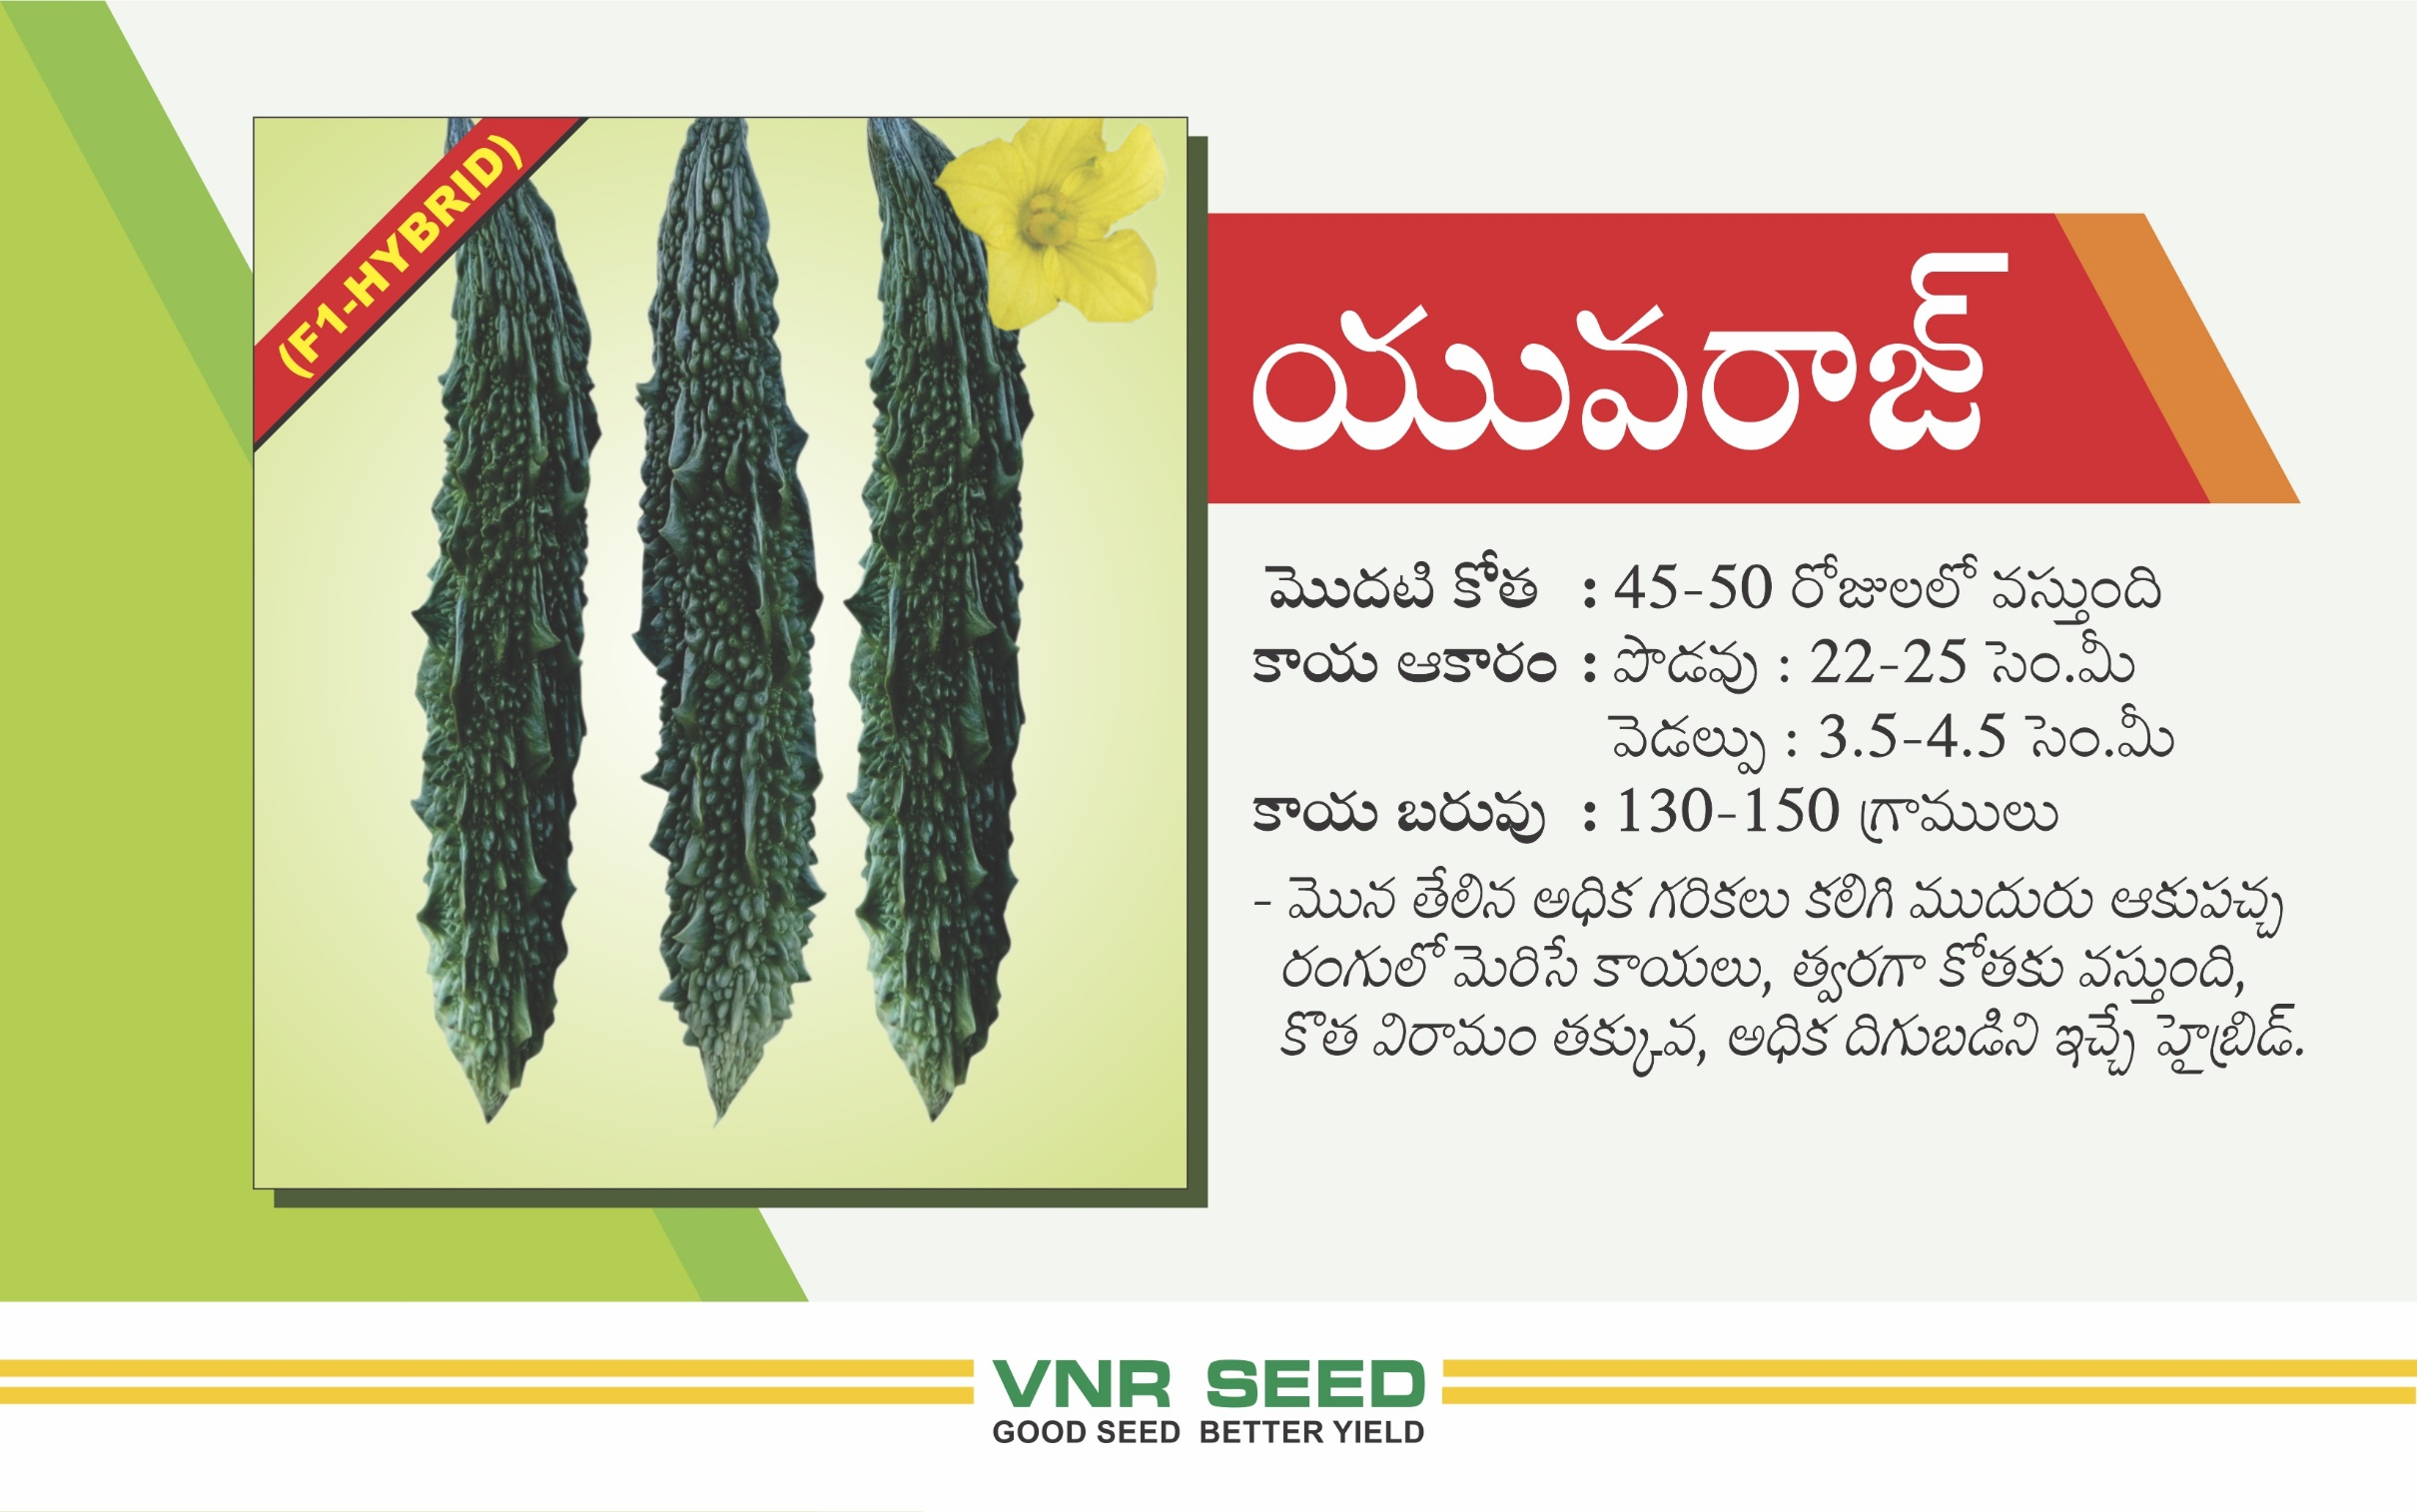 (F1-HYBRID)
యువరాజ్
మొదటి కోత : 45-50 రోజులలో వస్తుంది
కాయ ఆకారం : పొడవు : 22-25 సెం.మీ
వెడల్పు : 3.5-4.5 సెం.మీ
కాయ బరువు : 130-150 గ్రాములు
- మొన తేలిన అధిక గరికలు కలిగి ముదురు ఆకుపచ్చ
రంగులో మెరిసే కాయలు, త్వరగా కోతకు వస్తుంది,
కొత విరామం తక్కువ, అధిక దిగుబడిని ఇచ్చే హైబ్రిడ్.
VNR SEED
GOOD SEED BETTER YIELD